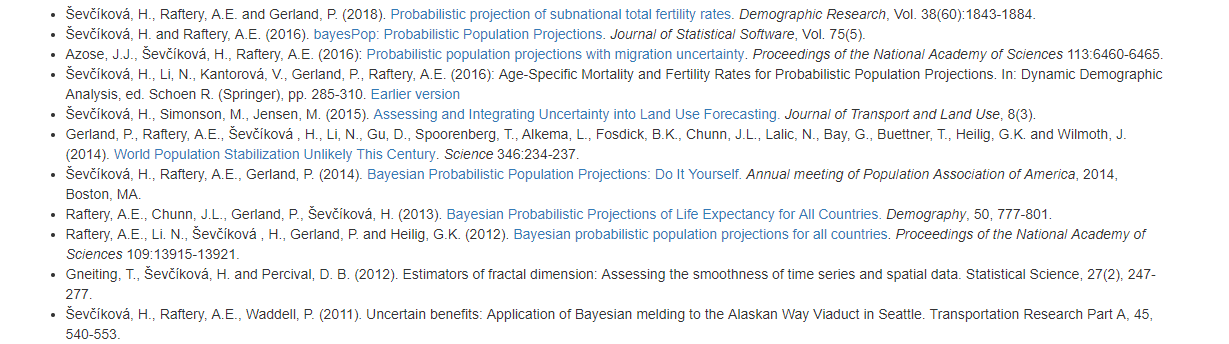 Ševčíková, H., Raftery, A.E. and Gerland, P. (2018). Probabilistic projection of subnational total fertility rates. Demographic Research, Vol. 38(60):1843-1884.
Ševčíková, H. and Raftery, A.E. (2016). bayesPop: Probabilistic Population Projections. Journal of Statistical Software, Vol. 75(5).
Azose, J.J., Ševčíková, H., Raftery, A.E. (2016): Probabilistic population projections with migration uncertainty. Proceedings of the National Academy of Sciences 113:6460-6465.
Ševčíková, H., Li, N., Kantorová, V., Gerland, P., Raftery, A.E. (2016): Age-Specific Mortality and Fertility Rates for Probabilistic Population Projections. In: Dynamic Demographic
Analysis, ed. Schoen R. (Springer), pp. 285-310. Earlier version
Ševčíková, H., Simonson, M., Jensen, M. (2015). Assessing and Integrating Uncertainty into Land Use Forecasting. Journal of Transport and Land Use, 8(3).
Gerland, P., Raftery, A.E., Ševčíková , H., Li, N., Gu, D., Spoorenberg, T., Alkema, L., Fosdick, B.K., Chunn, J.L., Lalic, N., Bay, G., Buettner, T., Heilig, G.K. and Wilmoth, J.
(2014). World Population Stabilization Unlikely This Century. Science 346:234-237.
Ševčíková, H., Raftery, A.E., Gerland, P. (2014). Bayesian Probabilistic Population Projections: Do It Yourself. Annual meeting of Population Association of America, 2014,
Boston, MA.
Raftery, A.E., Chunn, J.L., Gerland, P., Ševčíková, H. (2013). Bayesian Probabilistic Projections of Life Expectancy for All Countries. Demography, 50, 777-801.
Raftery, A.E., Li. N., Ševčíková , H., Gerland, P. and Heilig, G.K. (2012). Bayesian probabilistic population projections for all countries. Proceedings of the National Academy of
Sciences 109:13915-13921.
Gneiting, T., Ševčíková, H. and Percival, D. B. (2012). Estimators of fractal dimension: Assessing the smoothness of time series and spatial data. Statistical Science, 27(2), 247-
277.
Ševčíková, H., Raftery, A.E., Waddell, P. (2011). Uncertain benefits: Application of Bayesian melding to the Alaskan Way Viaduct in Seattle. Transportation Research Part A, 45,
540-553.